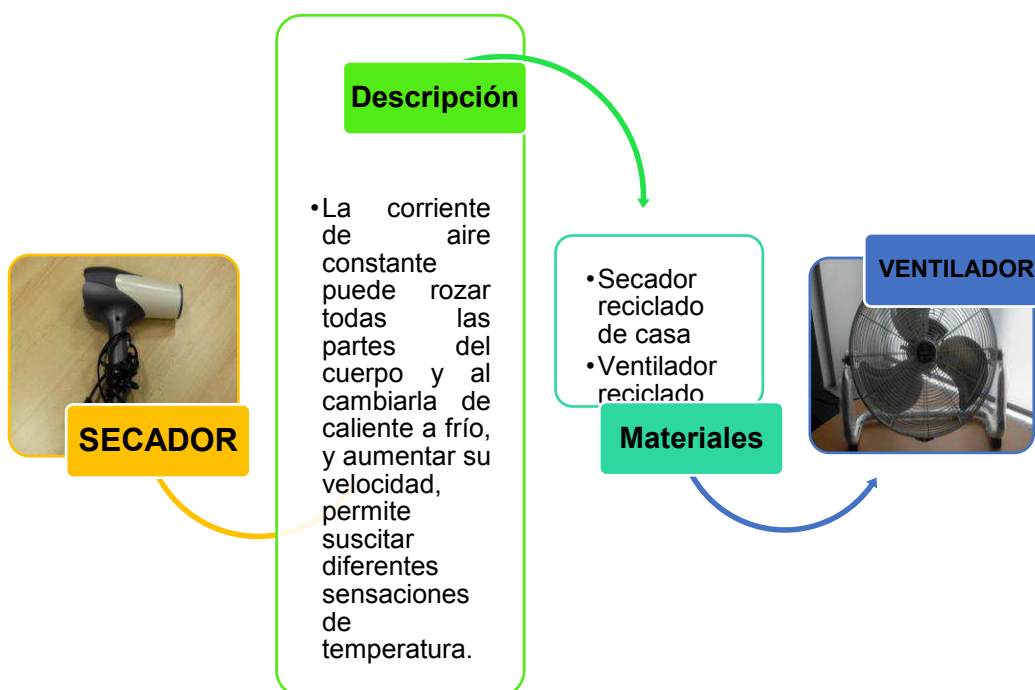 SECADOR
Descripción
•La corriente
de aire
constante
puede rozar
todas las
partes del
cuerpo y al
cambiarla de
caliente a frío,
y aumentar su
velocidad,
permite
suscitar
diferentes
sensaciones
de
temperatura.
•Secador
reciclado
de casa
•Ventilador
reciclado
Materiales
VENTILADOR